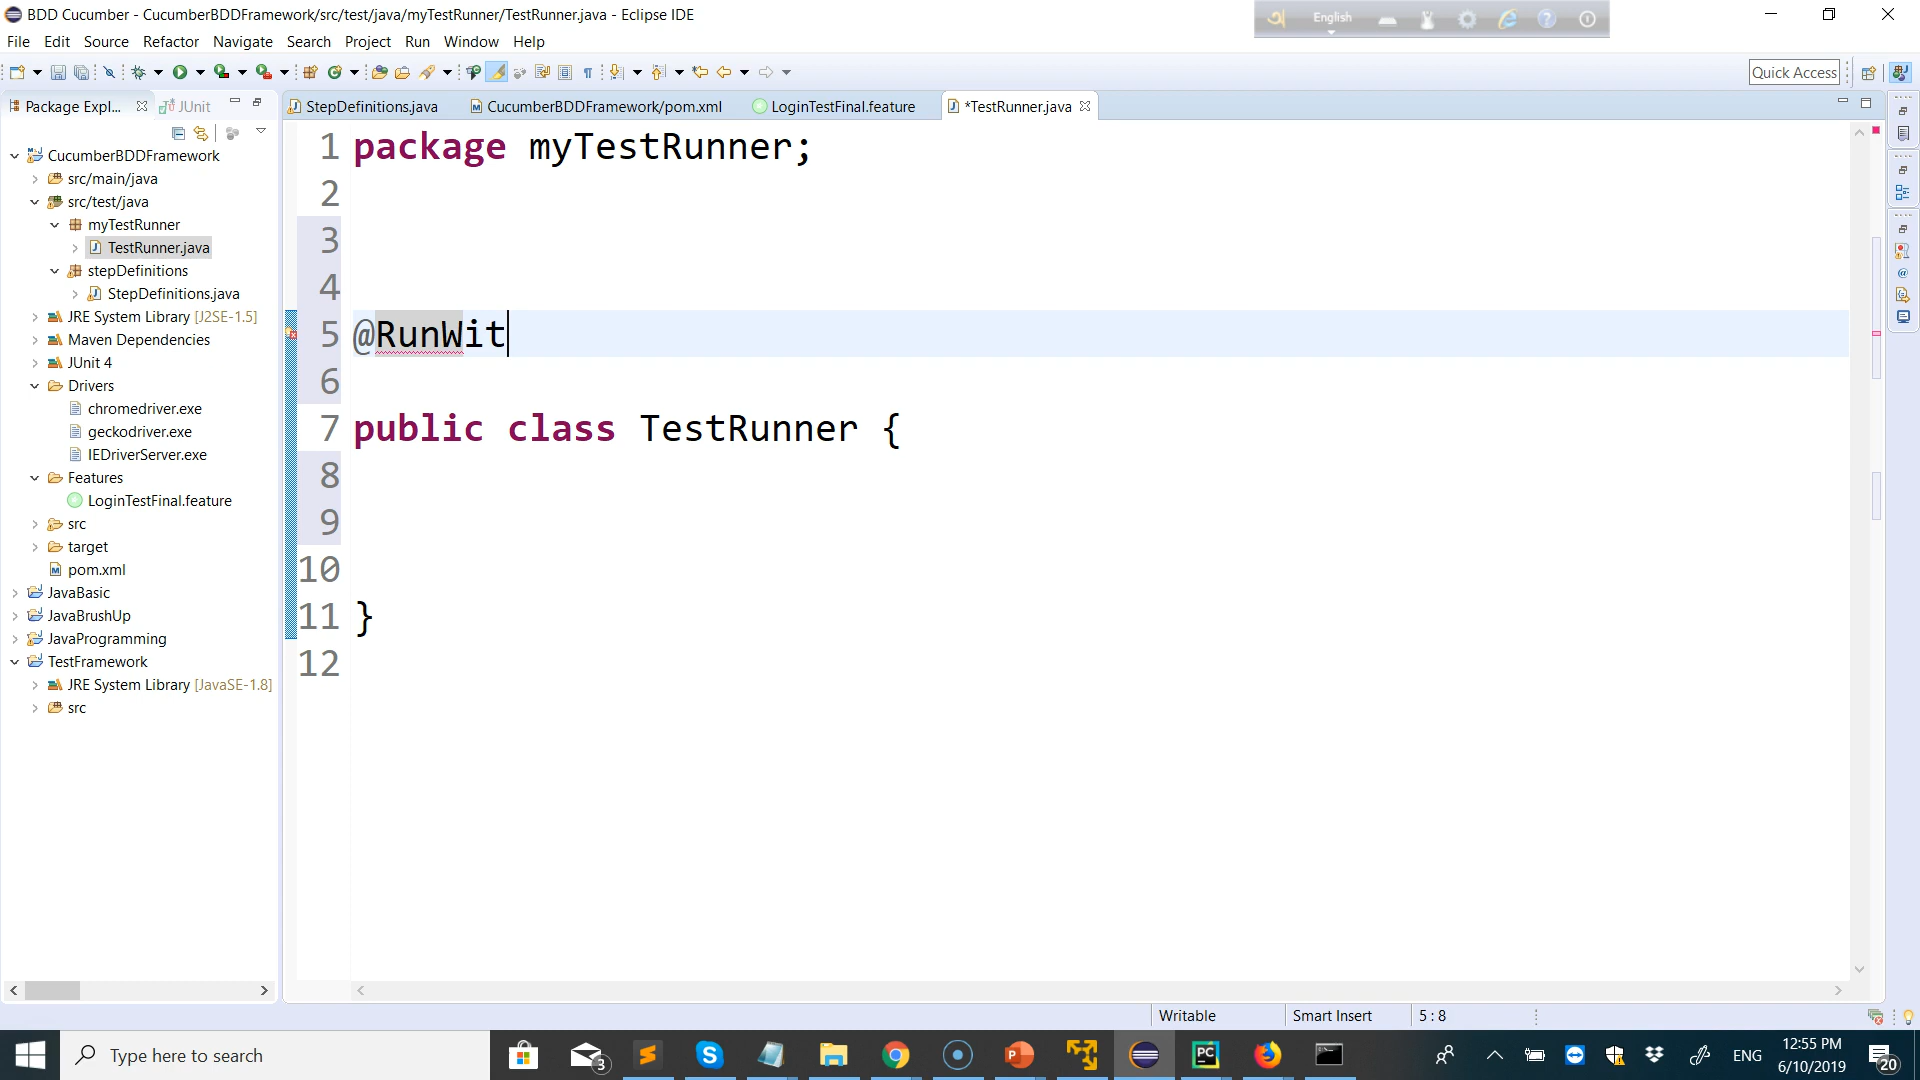 BDD Cucumber - CucumberBDDFramework/src/test/java/myTestRunner/TestRunner.java - Eclipse IDE
English
File Edit Source Refactor Navigate Search Project Run Window Help
Quick Access
Package Expl... JUnit
StepDefinitions.java CucumberBDDFramework/pom.xml LoginTestFinal.feature *TestRunner.java
CucumberBDDFramework
src/main/java
src/test/java
myTestRunner
TestRunner.java
stepDefinitions
StepDefinitions.java
JRE System Library [J2SE-1.5]
Maven Dependencies
JUnit 4
Drivers
chromedriver.exe
geckodriver.exe
IEDriverServer.exe
Features
LoginTestFinal.feature
src
target
pom.xml
JavaBasic
JavaBrushUp
JavaProgramming
TestFramework
JRE System Library [JavaSE-1.8]
src
1 package myTestRunner;
2
3
4
5 @RunWit
6
7 public class TestRunner {
8
9
10
11 }
12
Writable Smart Insert 5 : 8
Type here to search
3
ENG
12:55 PM
6/10/2019
20